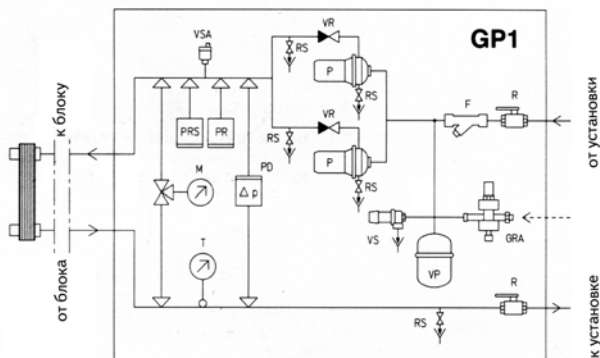 GP1
VSA
VR
RS
P
RS
F
R
от установки
к блоку
PRS
PR
VR
RS
P
RS
M
PD
Δp
VS
GRA
VP
от блока
T
R
RS
к установке